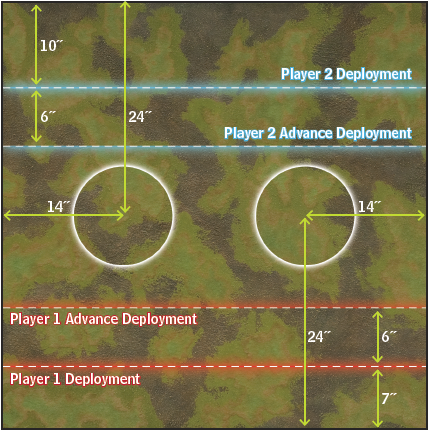 10″
Player 2 Deployment
6″
24″
Player 2 Advance Deployment
14″
14″
Player 1 Advance Deployment
24″
6″
Player 1 Deployment
7″